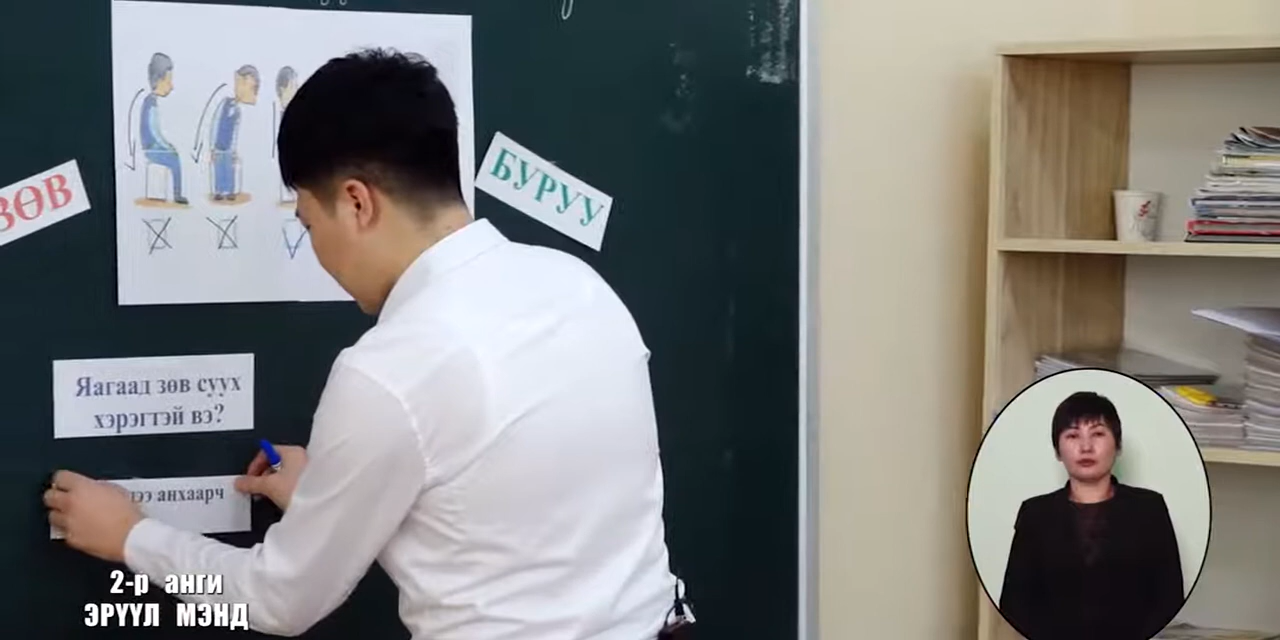 ЗӨВ
БУРУУ
Яагаад зөв суух
хэрэгтэй вэ?
анхаарч
2-р анги
ЭРҮҮЛ МЭНД